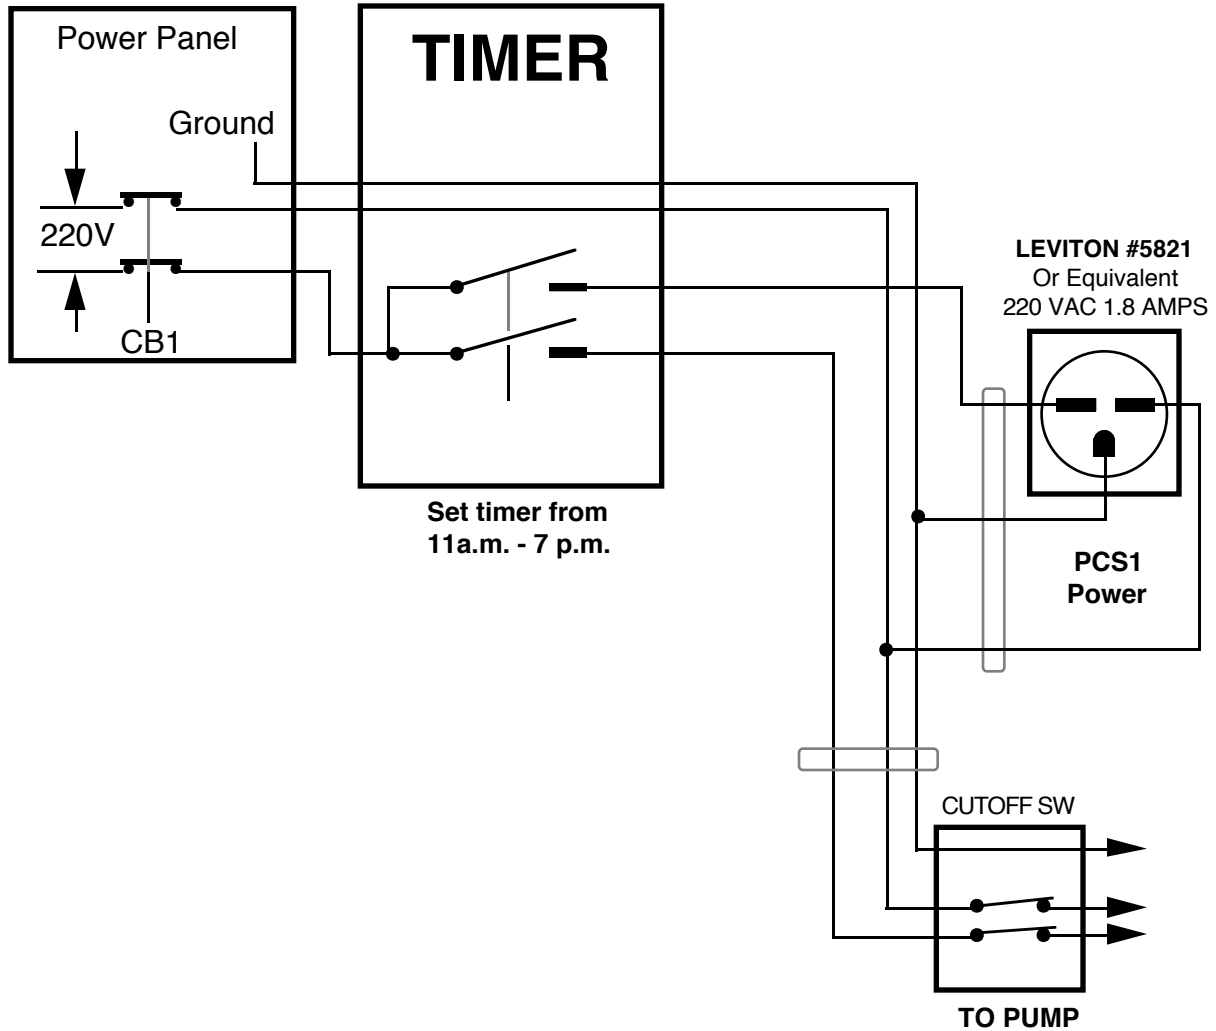 Power Panel
TIMER
Ground
220V
CB1
LEVITON #5821
Or Equivalent
220 VAC 1.8 AMPS
Set timer from
11a.m. - 7 p.m.
PCS1
Power
CUTOFF SW
TO PUMP